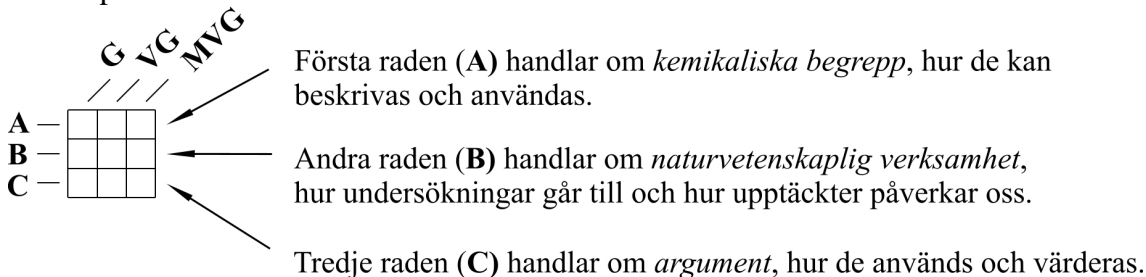 G VG MVG
Första raden (A) handlar om kemikaliska begrepp, hur de kan
beskrivas och användas.
A
B
C
Andra raden (B) handlar om naturvetenskaplig verksamhet,
hur undersökningar går till och hur upptäckter påverkar oss.
Tredje raden (C) handlar om argument, hur de används och värderas.